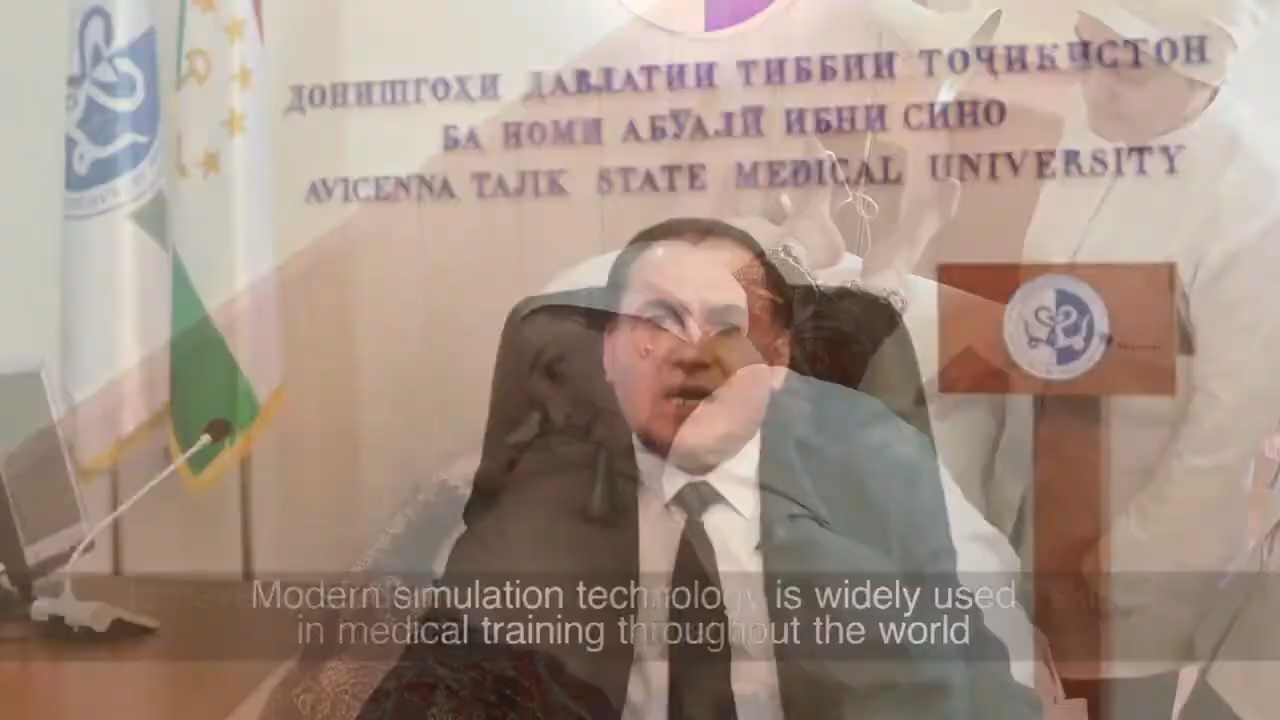 ДОНИШГОҲИ ДАВЛАТИИ ТИББИИ ТОҶИКИСТОН
БА НОМИ АБӮАЛӢ ИБНИ СИНО
AVICENNA TAJIK STATE MEDICAL UNIVERSITY
Modern simulation technology is widely used
in medical training throughout the world